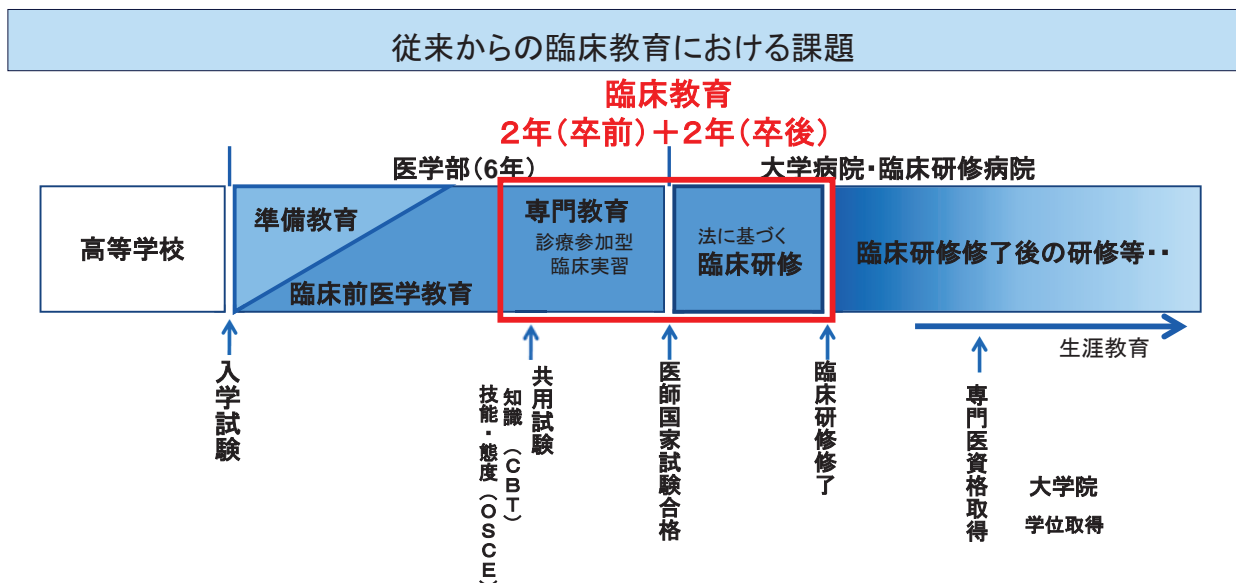 従来からの臨床教育における課題
臨床教育
2年(卒前)+2年(卒後)
医学部(6年)
大学病院・臨床研修病院
高等学校
準備教育
臨床前医学教育
専門教育
診療参加型
臨床実習
法に基づく
臨床研修
臨床研修修了後の研修等・・
生涯教育
入学試験
共用試験
知識 (CBT)
技能・態度(OSCE)
医師国家試験合格
臨床研修修了
専門医資格取得
大学院
学位取得